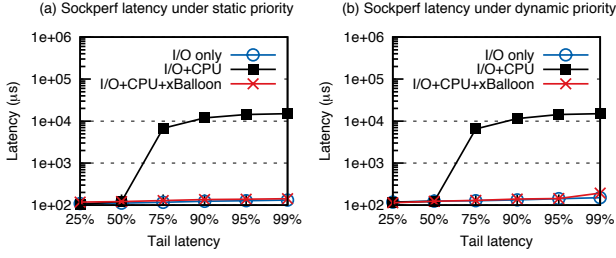 (a) Sockperf latency under static priority
1e+06
1e+05
1e+04
1e+03
1e+02
Latency (μs)
I/O only
I/O+CPU
I/O+CPU+xBalloon
25% 50% 75% 90% 95% 99%
Tail latency
(b) Sockperf latency under dynamic priority
1e+06
1e+05
1e+04
1e+03
1e+02
Latency (μs)
I/O only
I/O+CPU
I/O+CPU+xBalloon
25% 50% 75% 90% 95% 99%
Tail latency